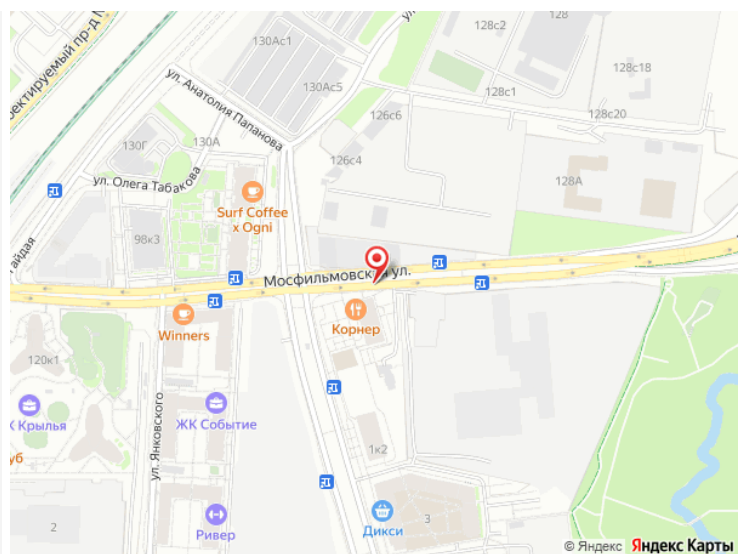 128с2
128
130Ас1
128с18
ектируемый пр-д
130Ас5
128с1
ул. Анатолия Папанова
126с6
128с20
130Г
130А
126с4
128А
ул. Олега Табакова
Surf Coffee
x Ogni
98к3
айдая
Мосфильмовская ул.
Корнер
Winners
120к1
К Крылья
ЖК Событие
ул. Янковского
уб
1к2
2
Ривер
Дикси
3
© Яндекс Яндекс Карты